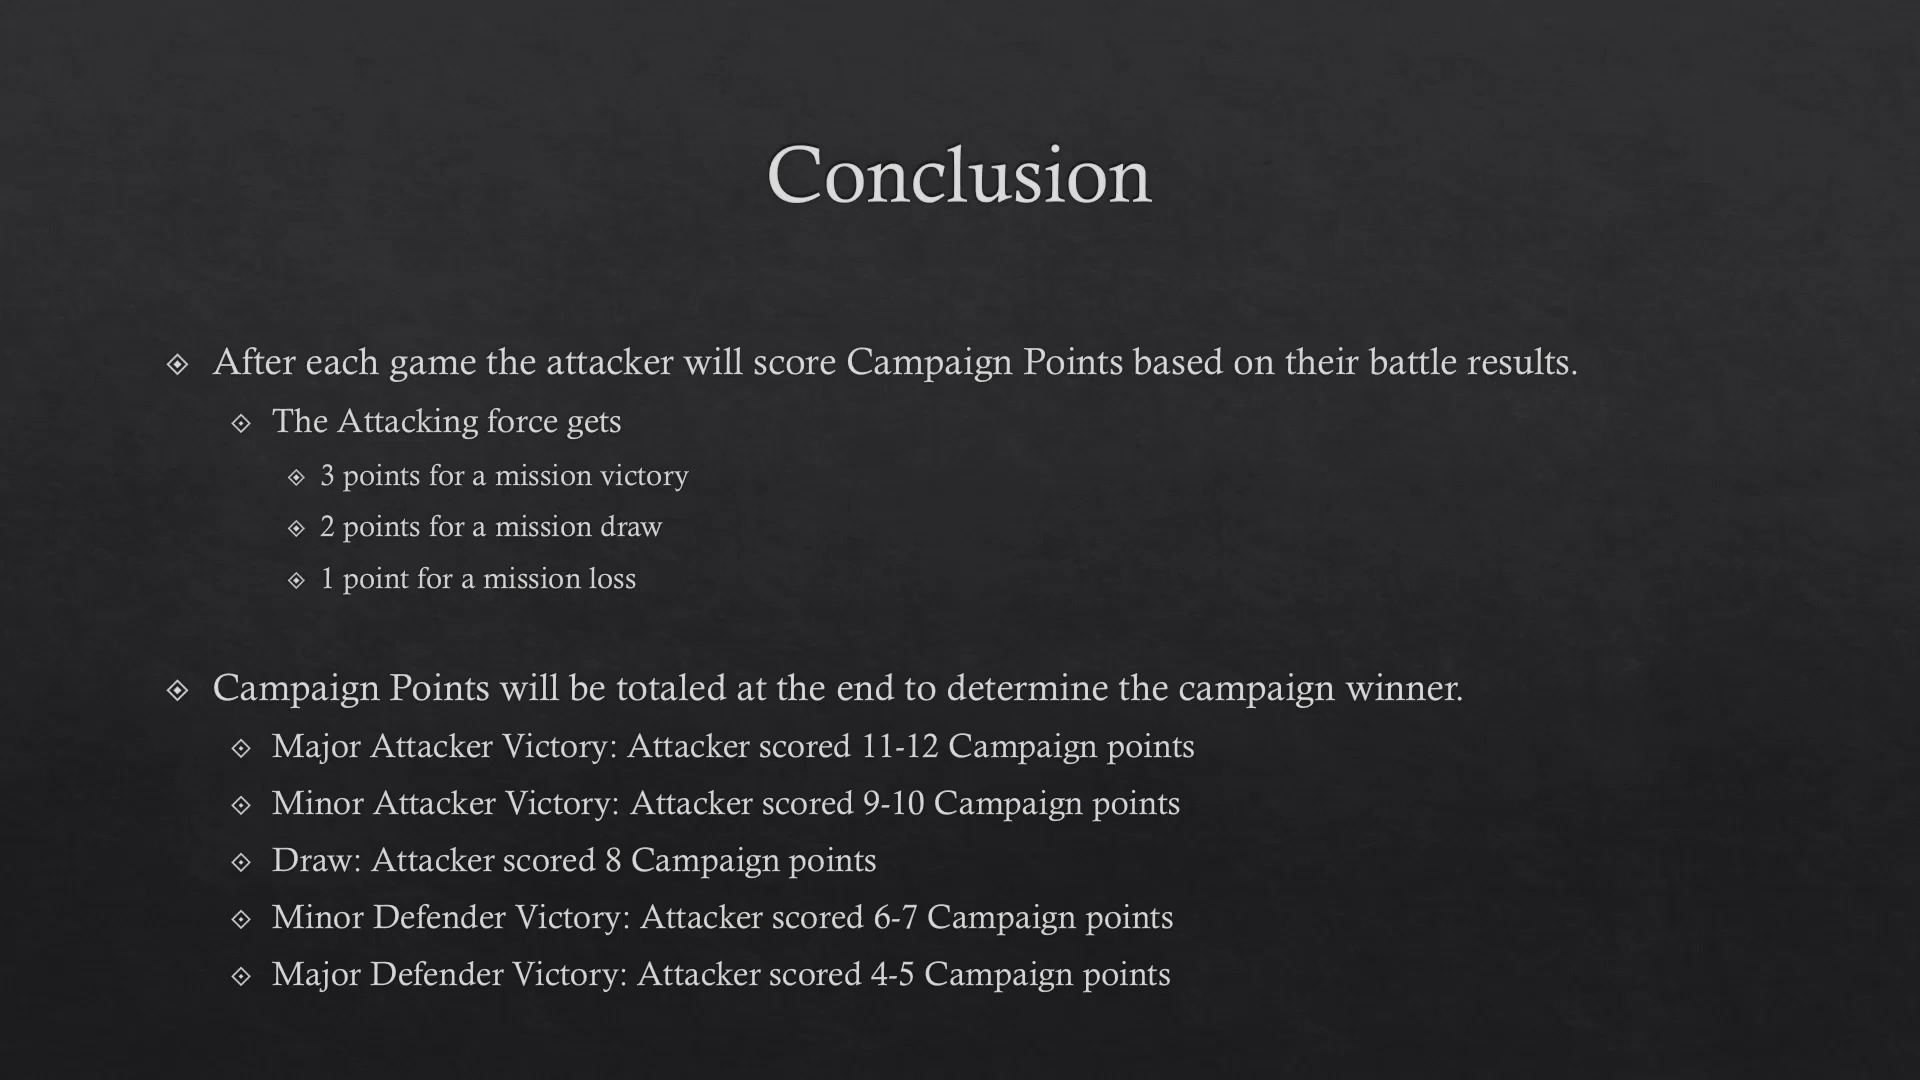 Conclusion
After each game the attacker will score Campaign Points based on their battle results.
The Attacking force gets
3 points for a mission victory
2 points for a mission draw
1 point for a mission loss
Campaign Points will be totaled at the end to determine the campaign winner.
Major Attacker Victory: Attacker scored 11-12 Campaign points
Minor Attacker Victory: Attacker scored 9-10 Campaign points
Draw: Attacker scored 8 Campaign points
Minor Defender Victory: Attacker scored 6-7 Campaign points
Major Defender Victory: Attacker scored 4-5 Campaign points